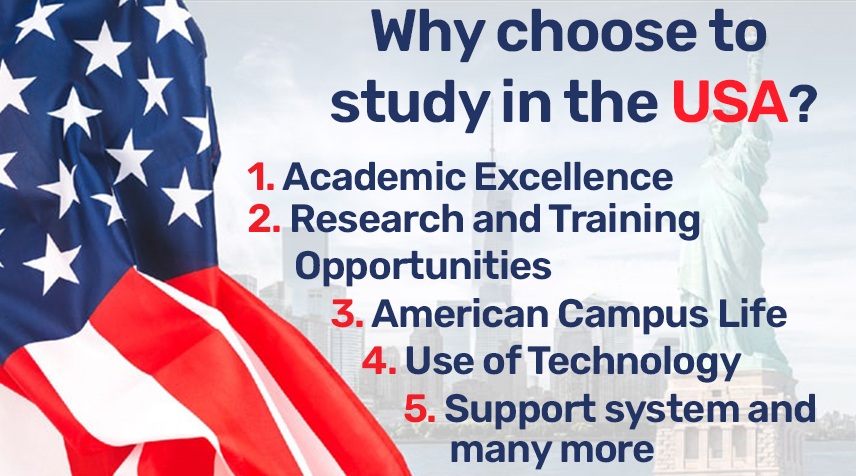 Why choose to
study in the USA?
1. Academic Excellence
2. Research and Training
Opportunities
3. American Campus Life
4. Use of Technology
5. Support system and
many more